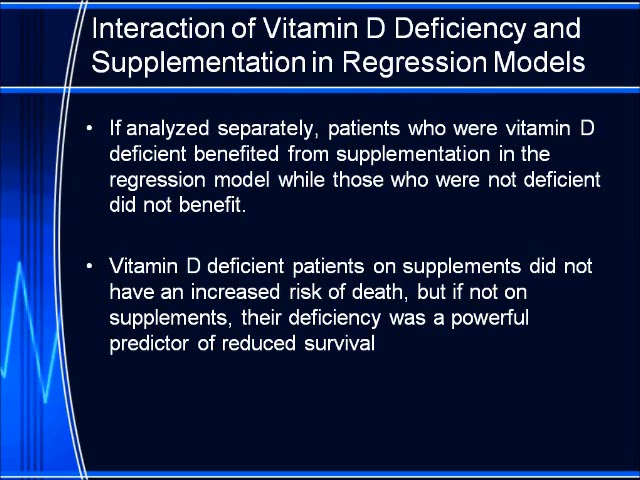 Interaction of Vitamin D Deficiency and
Supplementation in Regression Models
• If analyzed separately, patients who were vitamin D
deficient benefited from supplementation in the
regression model while those who were not deficient
did not benefit.
• Vitamin D deficient patients on supplements did not
have an increased risk of death, but if not on
supplements, their deficiency was a powerful
predictor of reduced survival